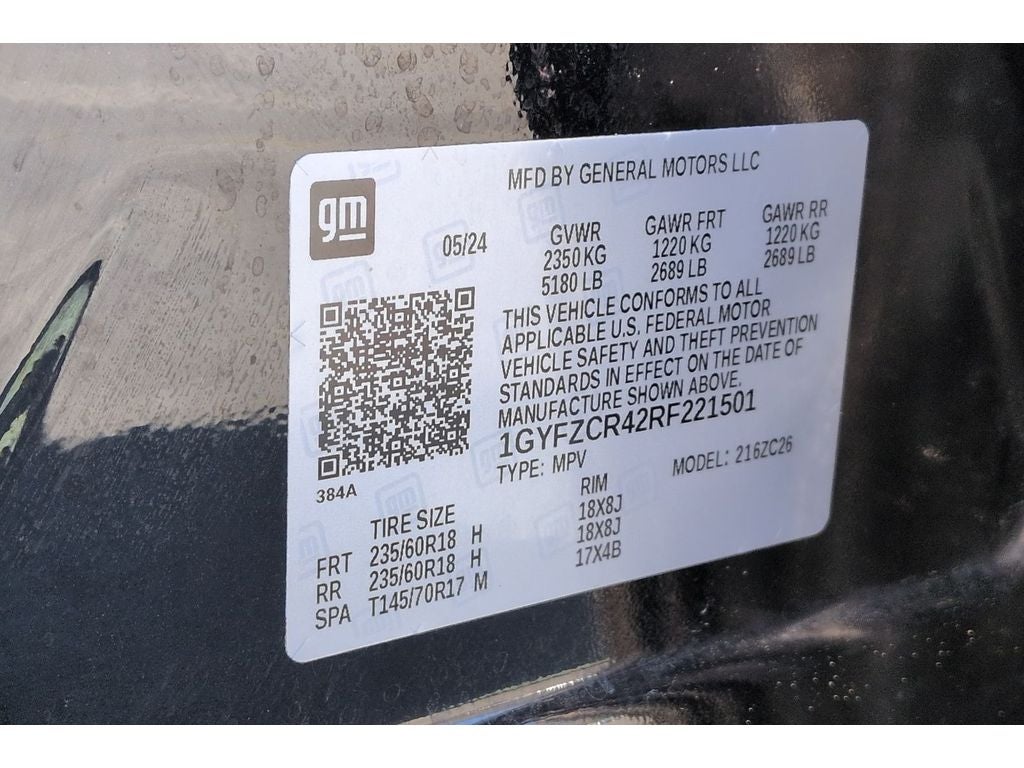 MFD BY GENERAL MOTORS LLC
gm
05/24
GVWR
2350 KG
5180 LB
GAWR FRT
1220 KG
2689 LB
GAWR RR
1220 KG
2689 LB
THIS VEHICLE CONFORMS TO ALL
APPLICABLE U.S. FEDERAL MOTOR
VEHICLE SAFETY AND THEFT PREVENTION
STANDARDS IN EFFECT ON THE DATE OF
MANUFACTURE SHOWN ABOVE.
1GYFZCR42RF221501
TYPE: MPV MODEL: 216ZC26
384A
TIRE SIZE RIM
FRT 235/60R18 H 18X8J
RR 235/60R18 H 18X8J
SPA T145/70R17 M 17X4B